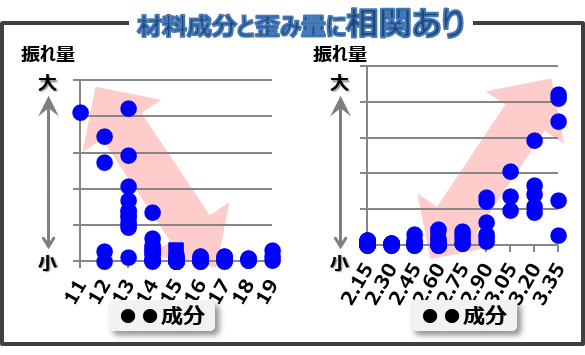 材料成分と歪み量に相関あり
振れ量
大
小
11 12 13 14 15 16 17 18 19
●●成分
振れ量
大
小
2.15 2.30 2.45 2.60 2.75 2.90 3.05 3.20 3.35
●●成分